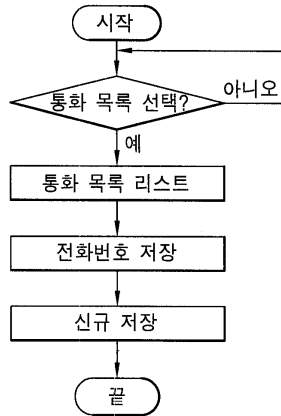 시작
통화 목록 선택?
아니오
예
통화 목록 리스트
전화번호 저장
신규 저장
끝